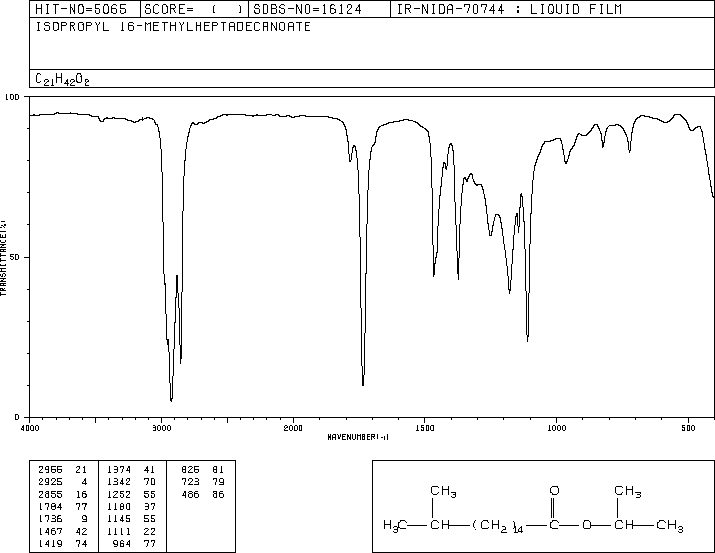 HIT-NO=5065 SCORE= ( ) SDBS-NO=16124 IR-NIDA-70744 : LIQUID FILM
ISOPROPYL 16-METHYLHEPTADECANOATE
C21H42O2
100
50
0
TRANSMITTANCE(%)
4000 3000 2000 1500 1000 500
WAVENUMBER(-1)
2966 21 1374 41 826 81
2925 4 1342 70 723 79
2855 16 1252 55 486 86
1784 77 1180 37
1736 9 1145 55
1467 42 1111 22
1419 74 964 77
CH3 O CH3
H3C—CH—(CH2)14—C—O—CH—CH3